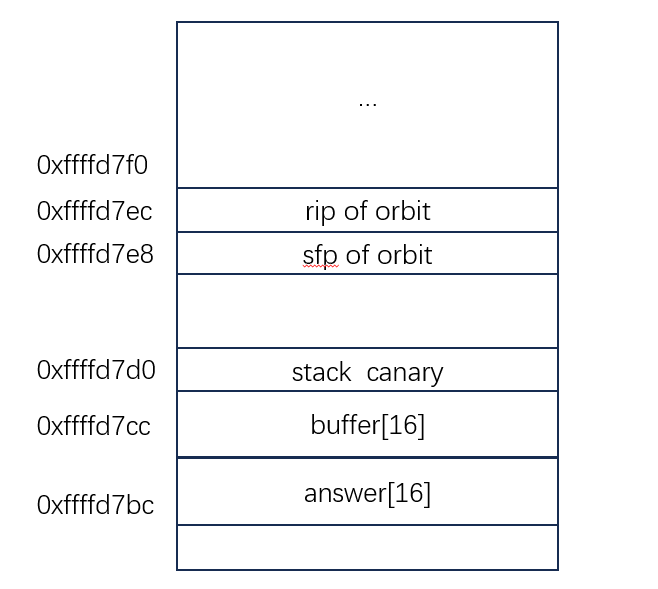 ...
0xffffd7f0
0xffffd7ec rip of orbit
0xffffd7e8 sfp of orbit
0xffffd7d0 stack canary
0xffffd7cc buffer[16]
0xffffd7bc answer[16]